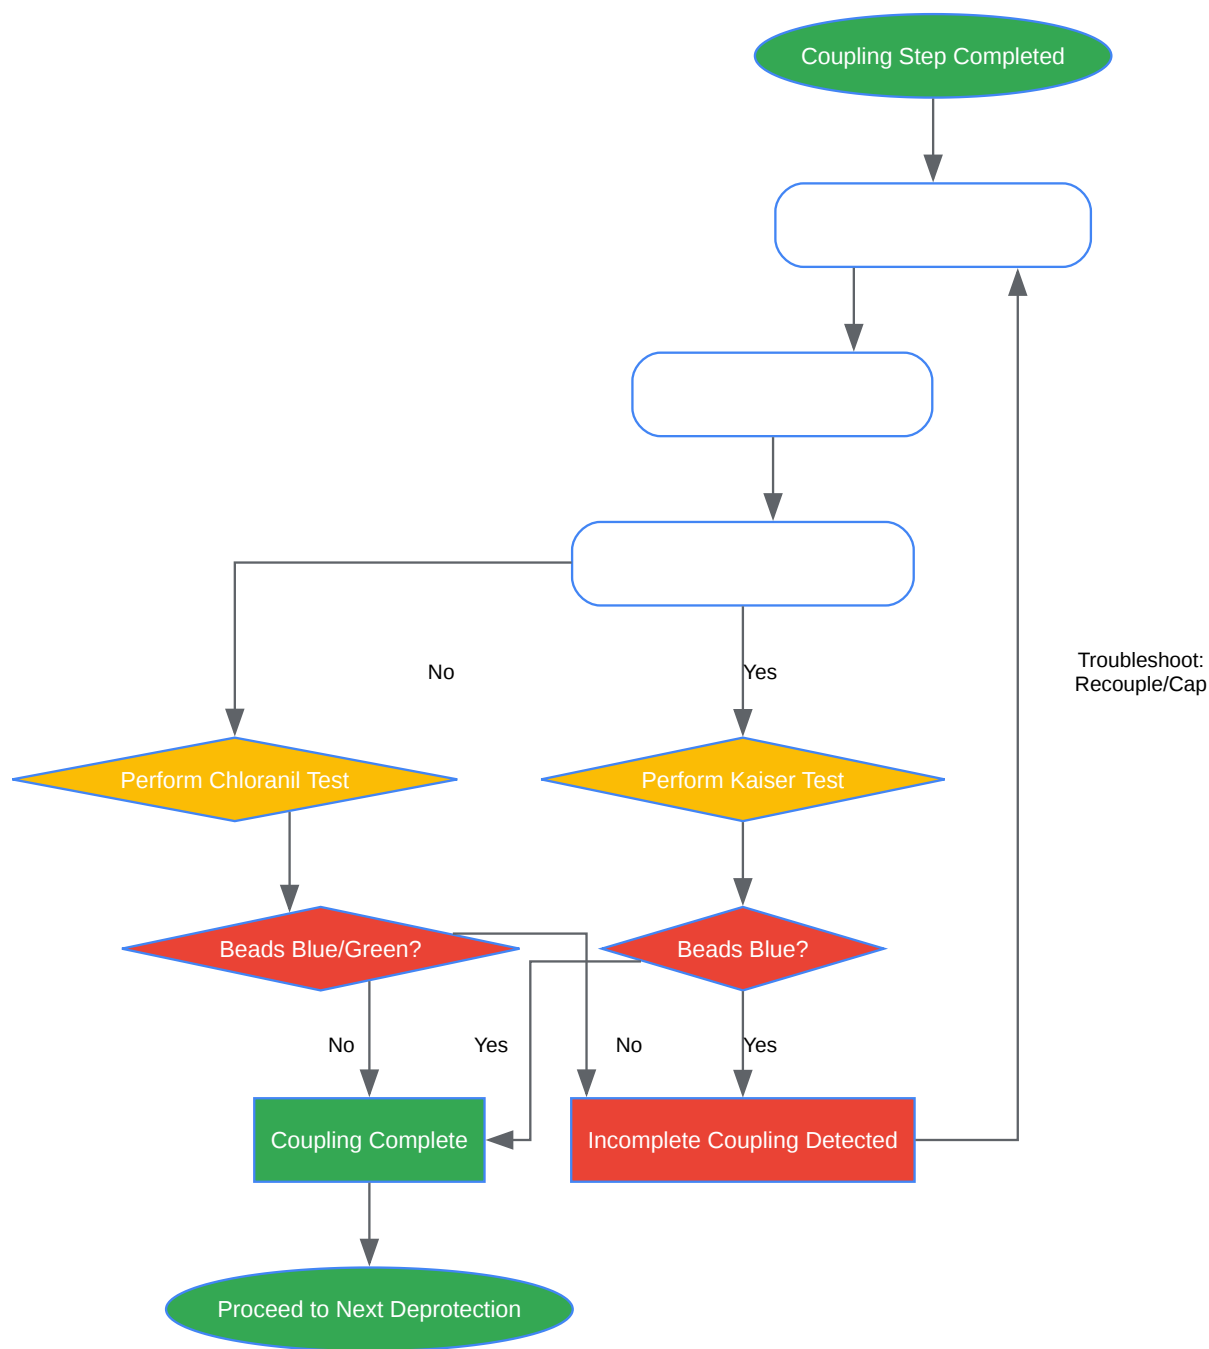 Coupling Step Completed
No
Yes
Troubleshoot:
Recouple/Cap
Perform Chloranil Test
Perform Kaiser Test
Beads Blue/Green?
Beads Blue?
No
Yes
No
Yes
Coupling Complete
Incomplete Coupling Detected
Proceed to Next Deprotection